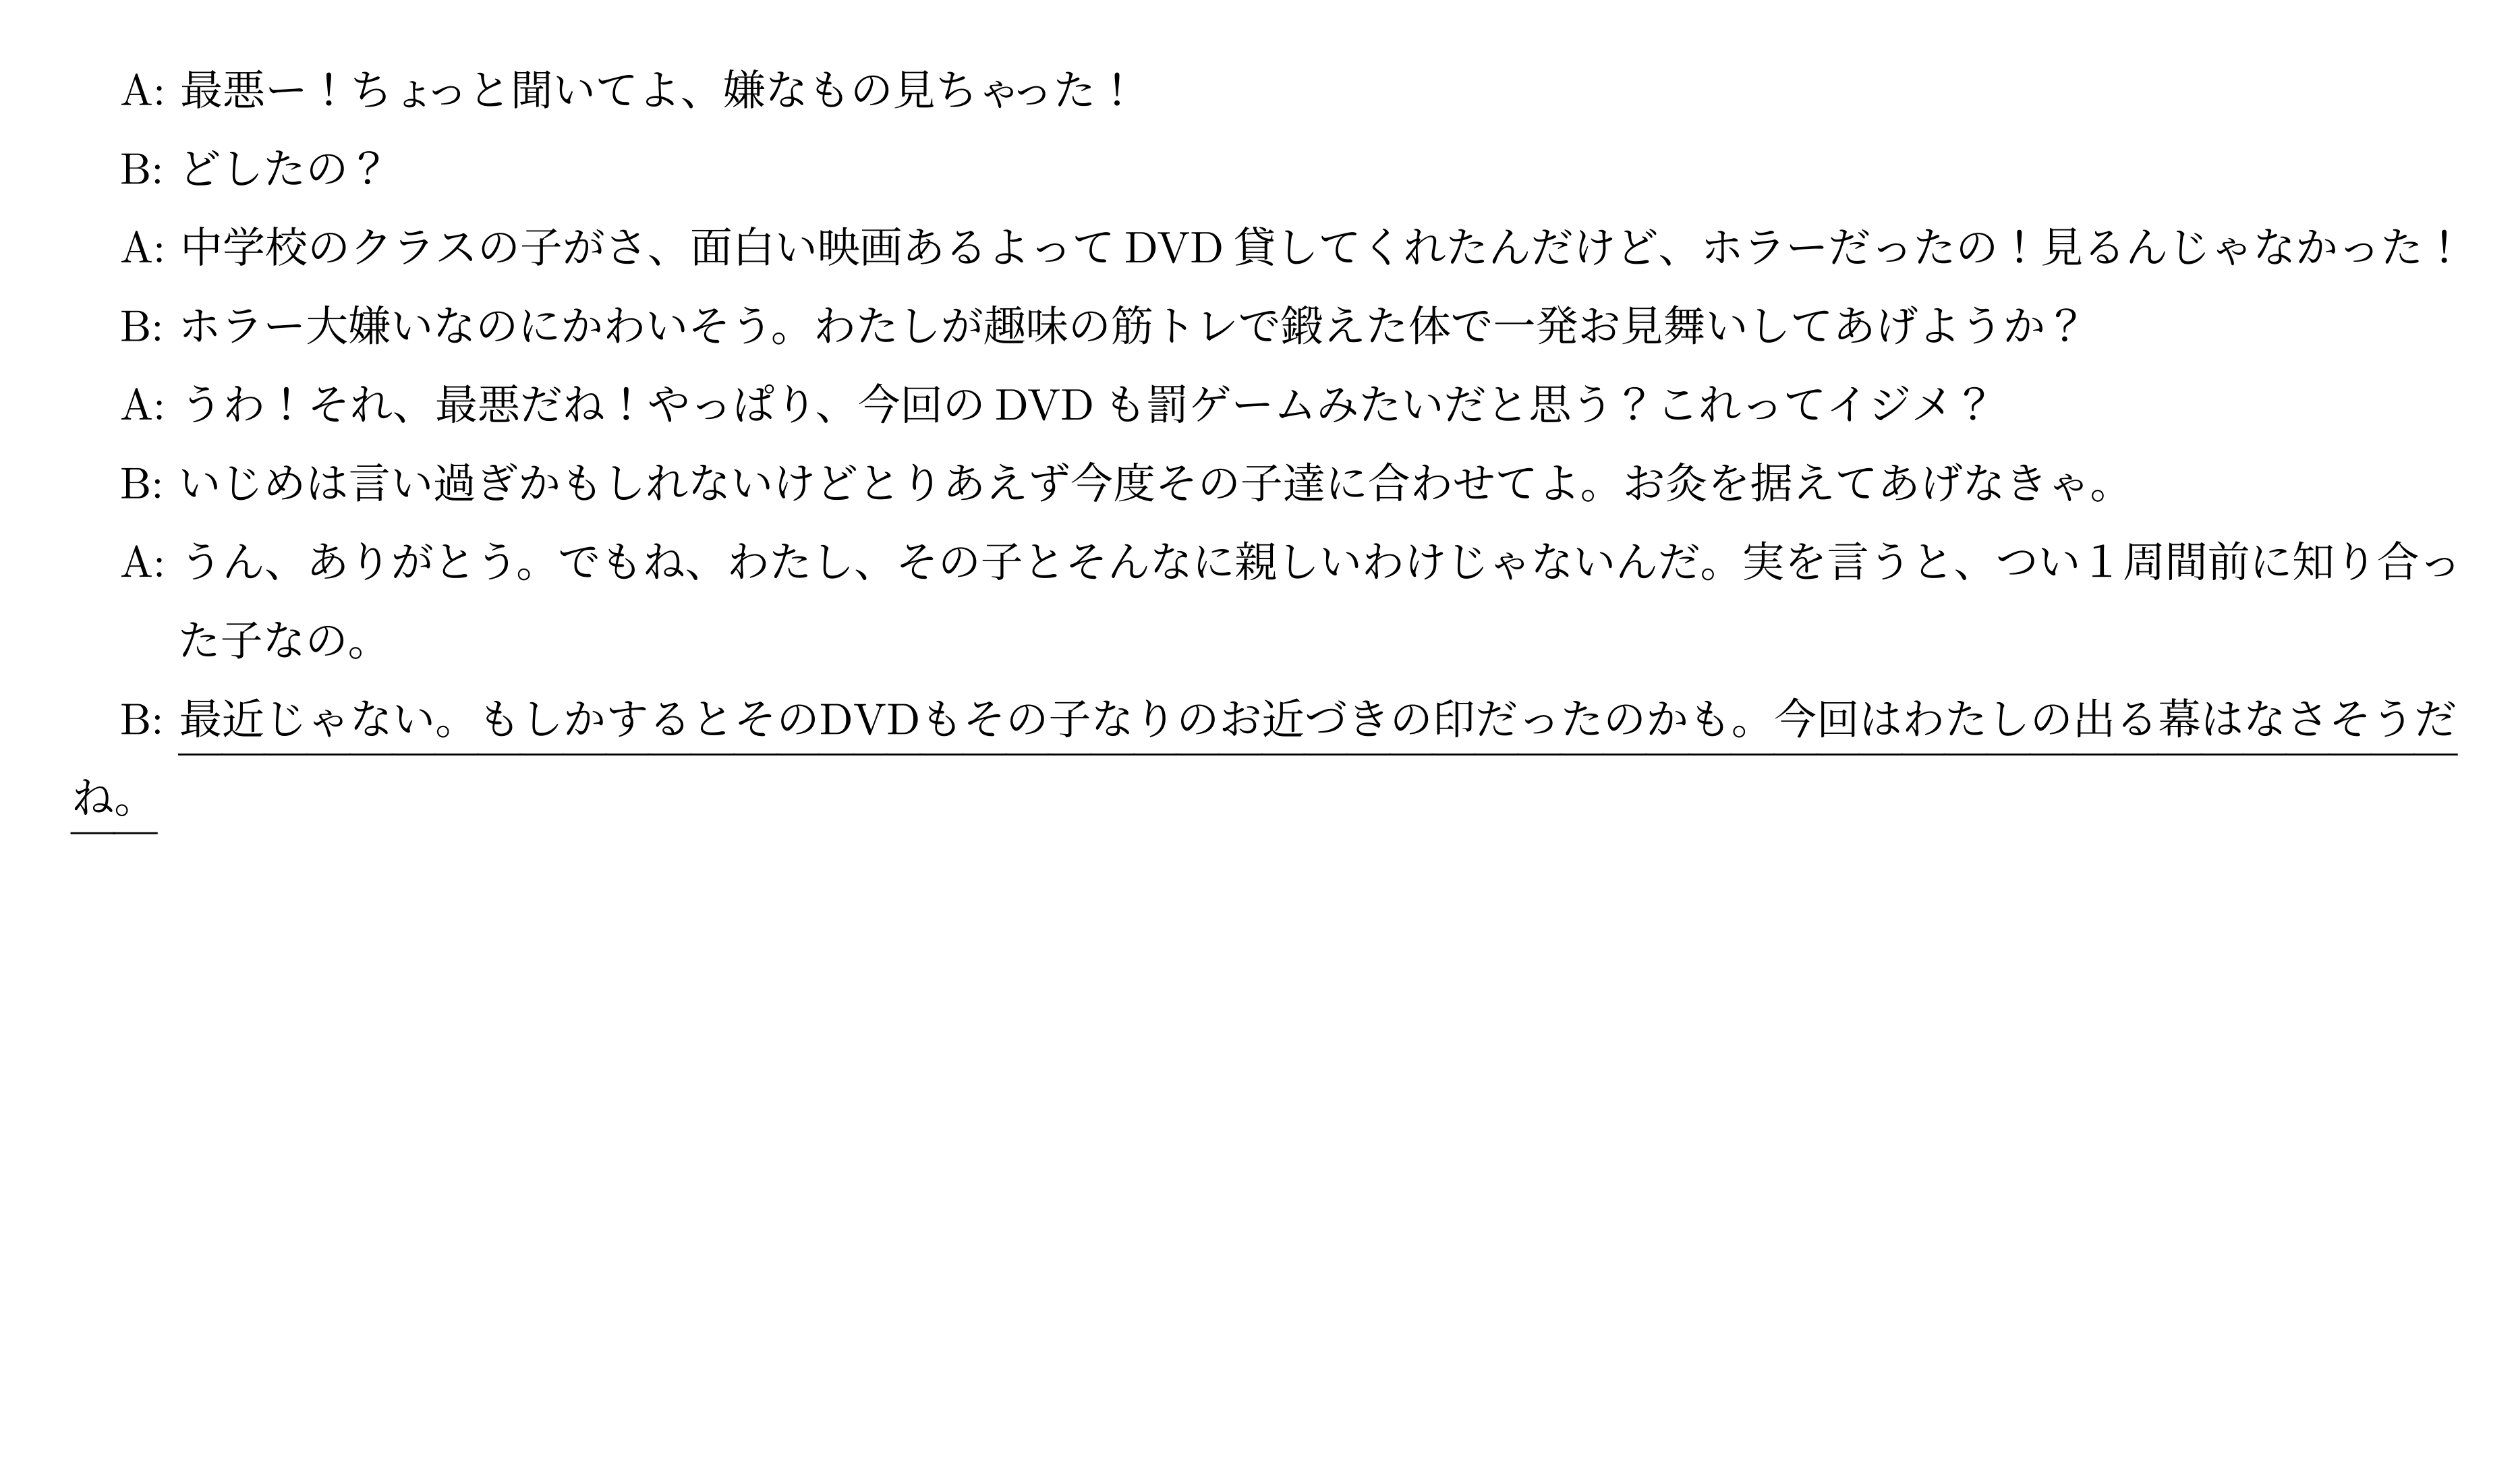 A: 最悪ー！ちょっと聞いてよ、嫌なもの見ちゃった！
B: どしたの？
A: 中学校のクラスの子がさ、面白い映画あるよって DVD 貸してくれたんだけど、ホラーだったの！見るんじゃなかった！
B: ホラー大嫌いなのにかわいそう。わたしが趣味の筋トレで鍛えた体で一発お見舞いしてあげようか？
A: うわ！それ、最悪だね！やっぱり、今回の DVD も罰ゲームみたいだと思う？これってイジメ？
B: いじめは言い過ぎかもしれないけどとりあえず今度その子達に合わせてよ。お灸を据えてあげなきゃ。
A: うん、ありがとう。でもね、わたし、その子とそんなに親しいわけじゃないんだ。実を言うと、つい１周間前に知り合っ
た子なの。
B: 最近じゃない。もしかするとそのDVDもその子なりのお近づきの印だったのかも。今回はわたしの出る幕はなさそうだ
ね。